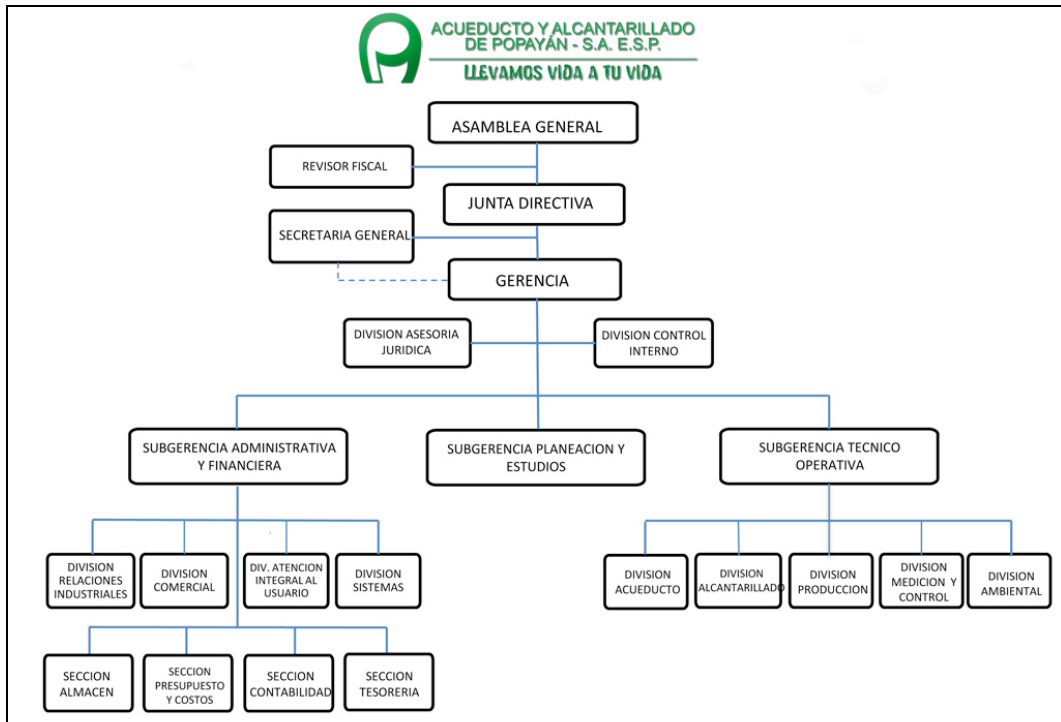 ACUEDUCTO Y ALCANTARILLADO
DE POPAYÁN - S.A. E.S.P.
LLEVAMOS VIDA A TU VIDA
ASAMBLEA GENERAL
REVISOR FISCAL
JUNTA DIRECTIVA
SECRETARIA GENERAL
GERENCIA
DIVISION ASESORIA
JURIDICA
DIVISION CONTROL
INTERNO
SUBGERENCIA ADMINISTRATIVA
Y FINANCIERA
SUBGERENCIA PLANEACION Y
ESTUDIOS
SUBGERENCIA TECNICO
OPERATIVA
DIVISION
RELACIONES
INDUSTRIALES
DIVISION
COMERCIAL
DIV. ATENCION
INTEGRAL AL
USUARIO
DIVISION
SISTEMAS
DIVISION
ACUEDUCTO
DIVISION
ALCANTARILLADO
DIVISION
PRODUCCION
DIVISION
MEDICION Y
CONTROL
DIVISION
AMBIENTAL
SECCION
ALMACEN
SECCION
PRESUPUESTO
Y COSTOS
SECCION
CONTABILIDAD
SECCION
TESORERIA